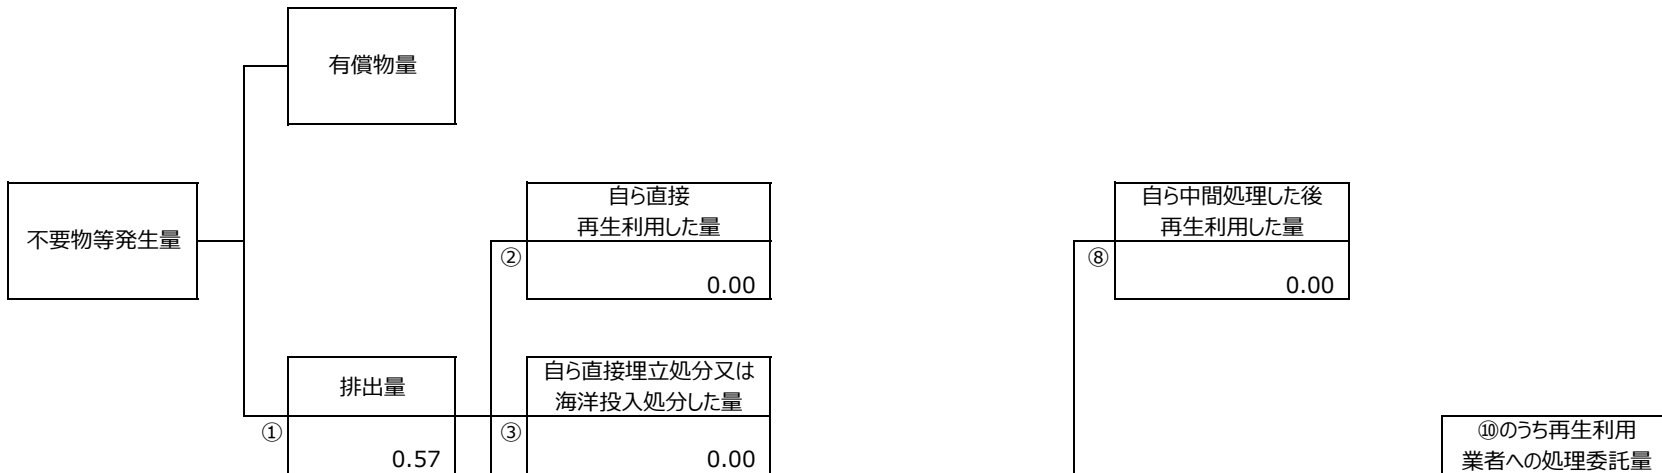 有償物量
不要物等発生量
自ら直接
再生利用した量
②
0.00
自ら中間処理した後
再生利用した量
⑧
0.00
排出量
①
0.57
自ら直接埋立処分又は
海洋投入処分した量
③
0.00
⑩のうち再生利用
業者への処理委託量